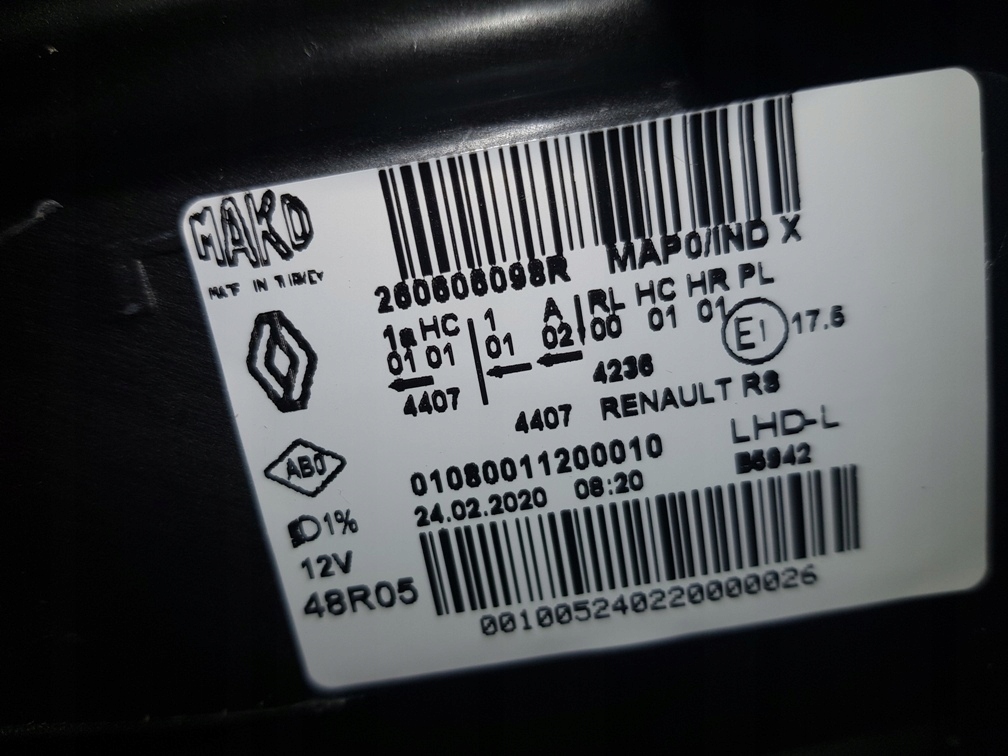 MAKO
MADE IN TURKEY
260606098R MAP0/IND X
1a HC 1 A RL HC HR PL
01 01 01 02 00 01 01
E1 17.5
4407 4236
4407 RENAULT RS
AB0
01080011200010 LHD-L
24.02.2020 08:20 B5942
1%
12V
48R05
001005240220000026